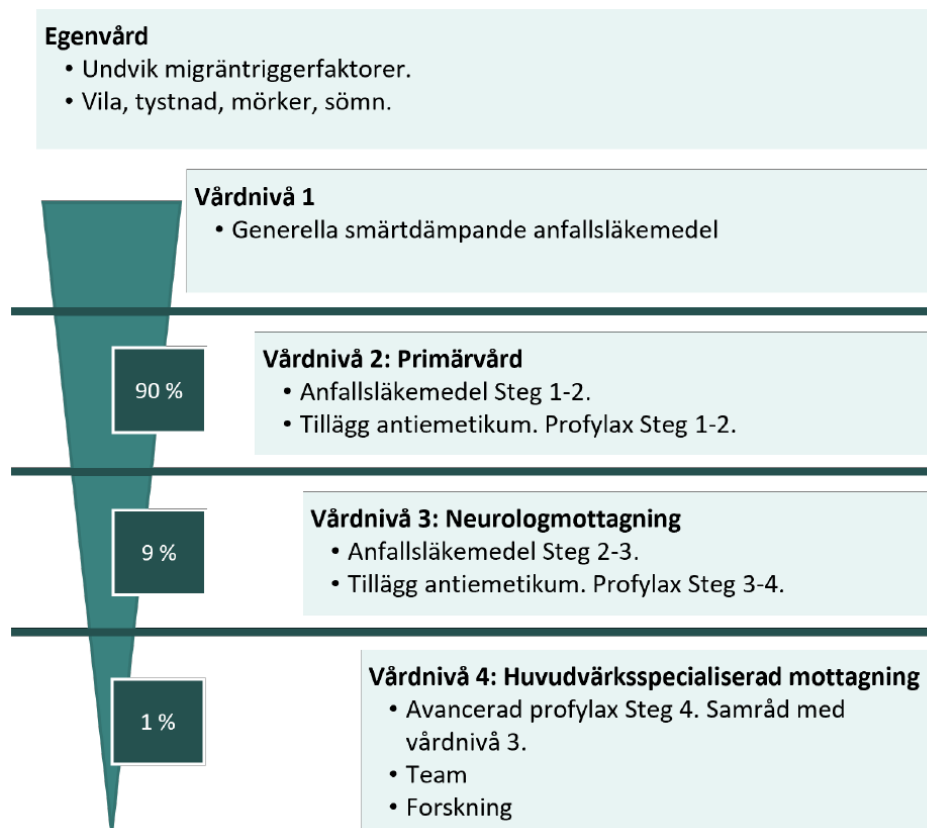 Egenvård
• Undvik migräntriggerfaktorer.
• Vila, tystnad, mörker, sömn.
Vårdnivå 1
• Generella smärtdämpande anfallsläkemedel
Vårdnivå 2: Primärvård
90 %
• Anfallsläkemedel Steg 1-2.
• Tillägg antiemetikum. Profylax Steg 1-2.
Vårdnivå 3: Neurologmottagning
9 %
• Anfallsläkemedel Steg 2-3.
• Tillägg antiemetikum. Profylax Steg 3-4.
Vårdnivå 4: Huvudvärksspecialiserad mottagning
1 %
• Avancerad profylax Steg 4. Samråd med
vårdnivå 3.
• Team
• Forskning